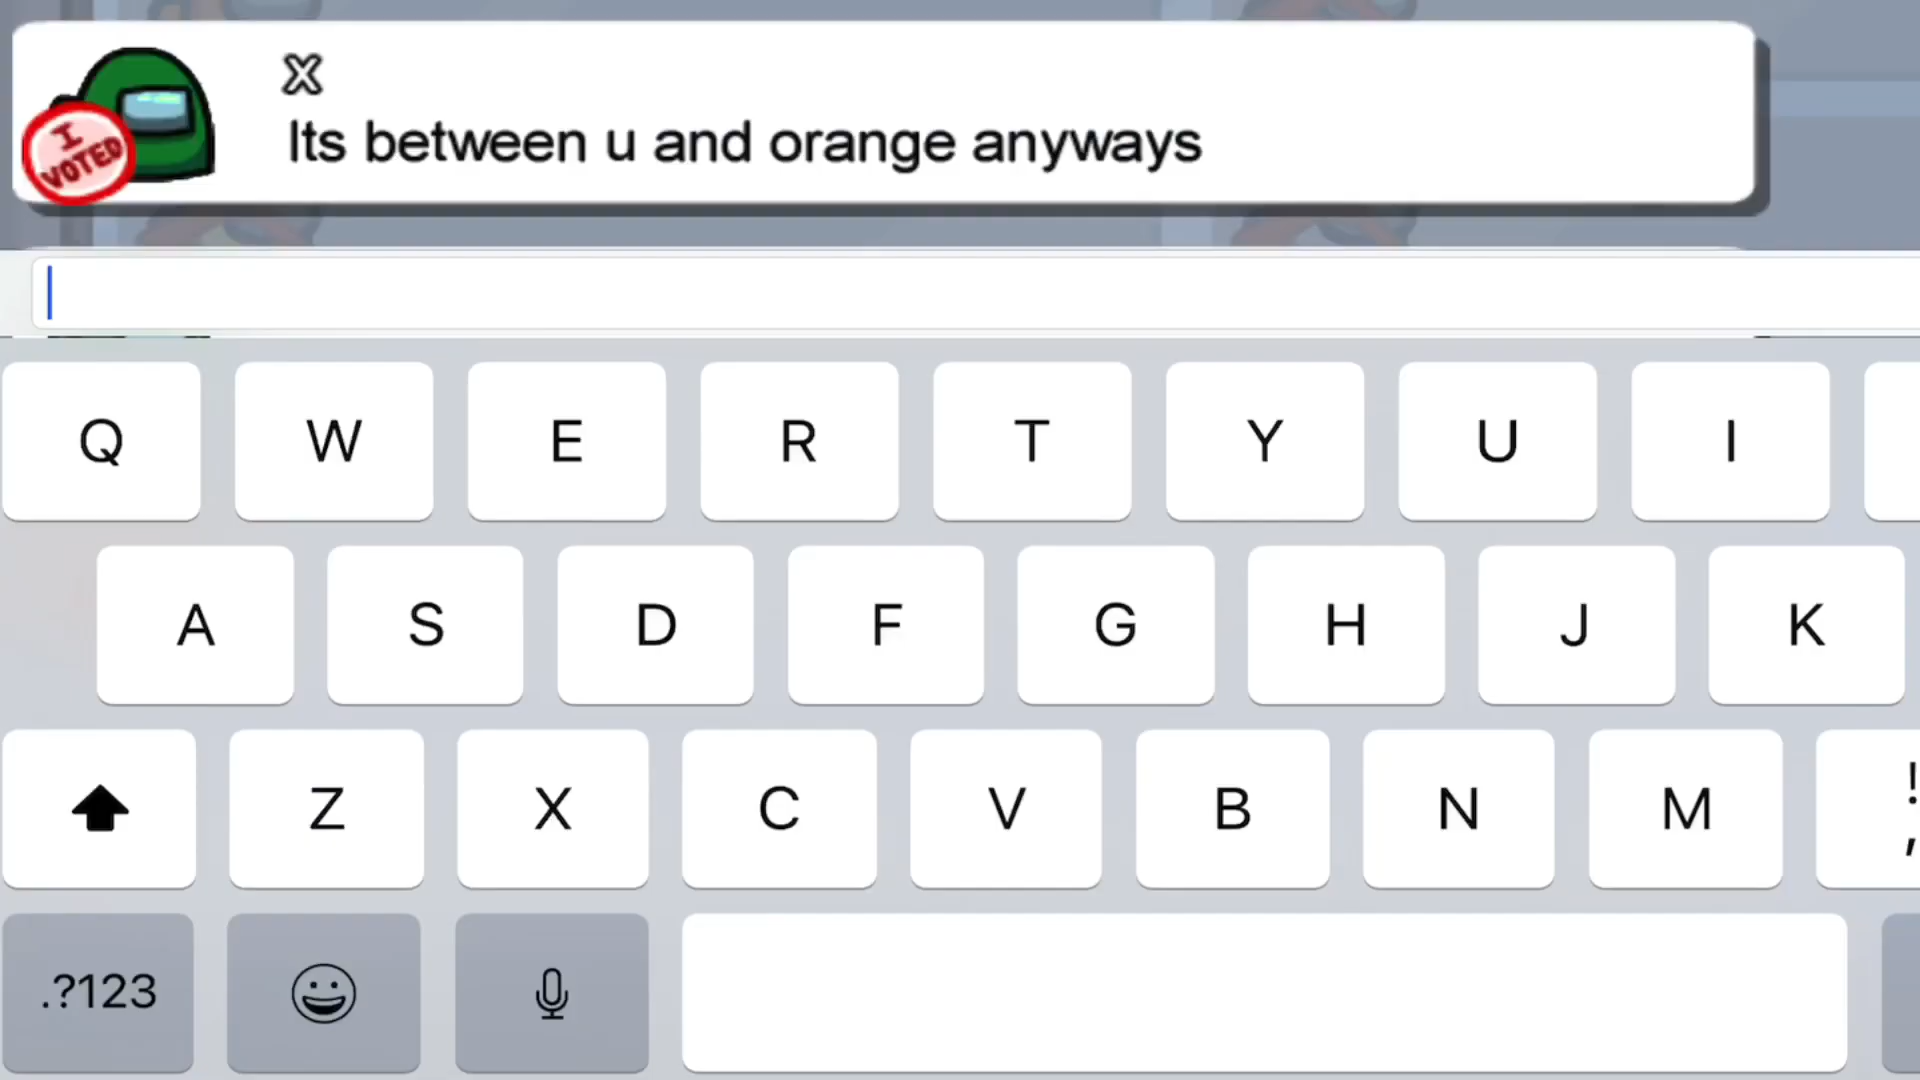 X
I VOTED
Its between u and orange anyways
Q W E R T Y U I
A S D F G H J K
Z X C V B N M ! ,
.?123